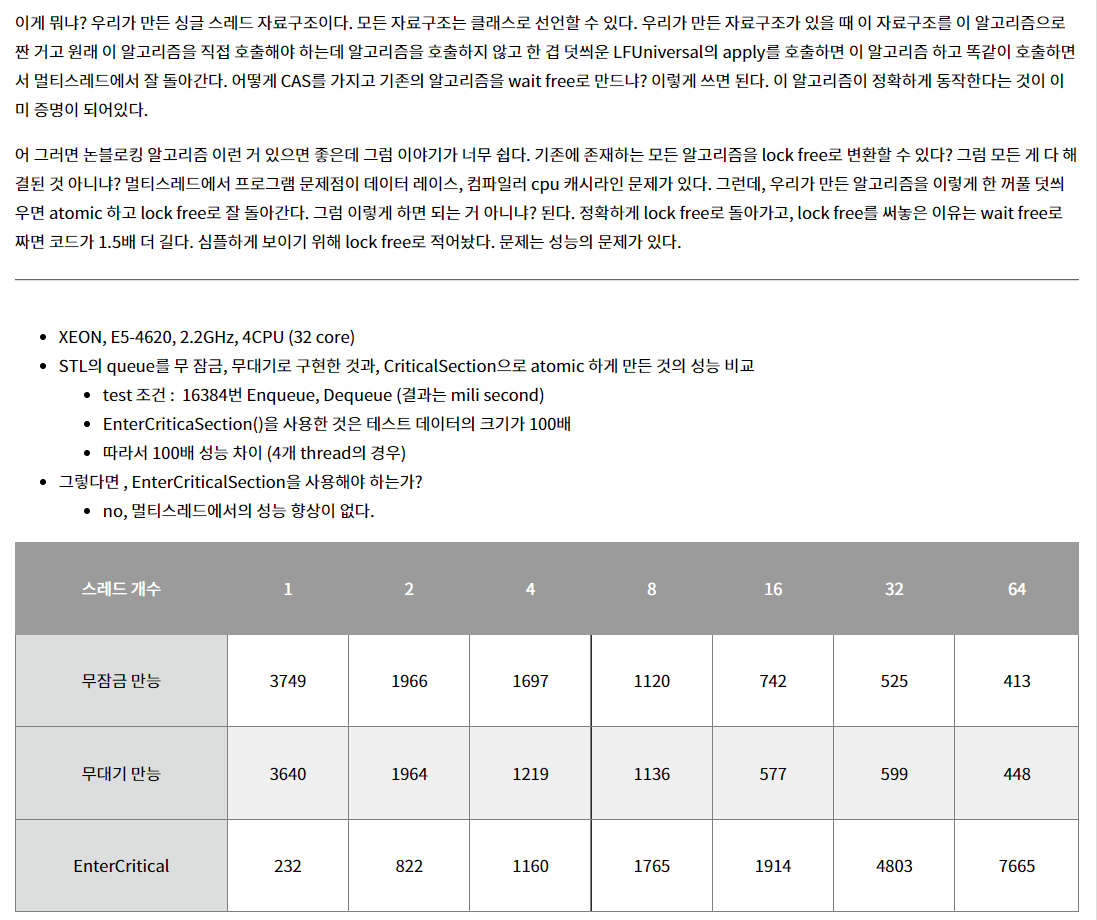 이게 뭐냐? 우리가 만든 싱글 스레드 자료구조이다. 모든 자료구조는 클래스로 선언할 수 있다. 우리가 만든 자료구조가 있을 때 이 자료구조를 이 알고리즘으로
짠 거고 원래 이 알고리즘을 직접 호출해야 하는데 알고리즘을 호출하지 않고 한 겁 덧씌운 LFUniversal의 apply를 호출하면 이 알고리즘 하고 똑같이 호출하면
서 멀티스레드에서 잘 돌아간다. 어떻게 CAS를 가지고 기존의 알고리즘을 wait free로 만드냐? 이렇게 쓰면 된다. 이 알고리즘이 정확하게 동작한다는 것이 이
미 증명이 되어있다.
어 그러면 논블로킹 알고리즘 이런 거 있으면 좋은데 그럼 이야기가 너무 쉽다. 기존에 존재하는 모든 알고리즘을 lock free로 변환할 수 있다? 그럼 모든 게 다 해
결된 것 아니냐? 멀티스레드에서 프로그램 문제점이 데이터 레이스, 컴파일러 cpu 캐시라인 문제가 있다. 그런데, 우리가 만든 알고리즘을 이렇게 한 꺼풀 덧씌
우면 atomic 하고 lock free로 잘 돌아간다. 그럼 이렇게 하면 되는 거 아니냐? 된다. 정확하게 lock free로 돌아가고, lock free를 써놓은 이유는 wait free로
짜면 코드가 1.5배 더 길다. 심플하게 보이기 위해 lock free로 적어놨다. 문제는 성능의 문제가 있다.
• XEON, E5-4620, 2.2GHz, 4CPU (32 core)
• STL의 queue를 무 잠금, 무대기로 구현한 것과, CriticalSection으로 atomic 하게 만든 것의 성능 비교
• test 조건 : 16384번 Enqueue, Dequeue (결과는 mili second)
• EnterCriticaSection()을 사용한 것은 테스트 데이터의 크기가 100배
• 따라서 100배 성능 차이 (4개 thread의 경우)
• 그렇다면 , EnterCriticalSection을 사용해야 하는가?
• no, 멀티스레드에서의 성능 향상이 없다.
스레드 개수 1 2 4 8 16 32 64
무잠금 만능 3749 1966 1697 1120 742 525 413
무대기 만능 3640 1964 1219 1136 577 599 448
EnterCritical 232 822 1160 1765 1914 4803 7665